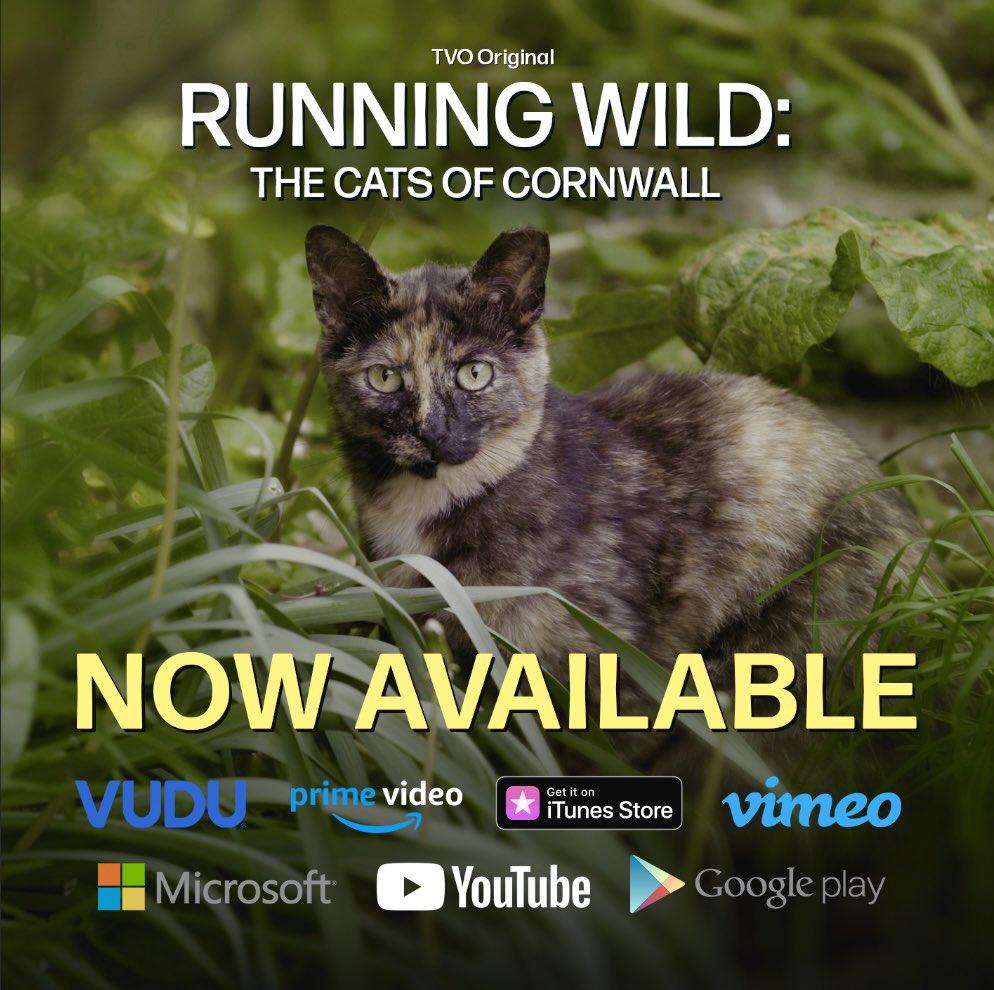 TVO Original
RUNNING WILD:
THE CATS OF CORNWALL
NOW AVAILABLE
VUDU
prime video
Get it on
iTunes Store
vimeo
Microsoft
YouTube
Google play